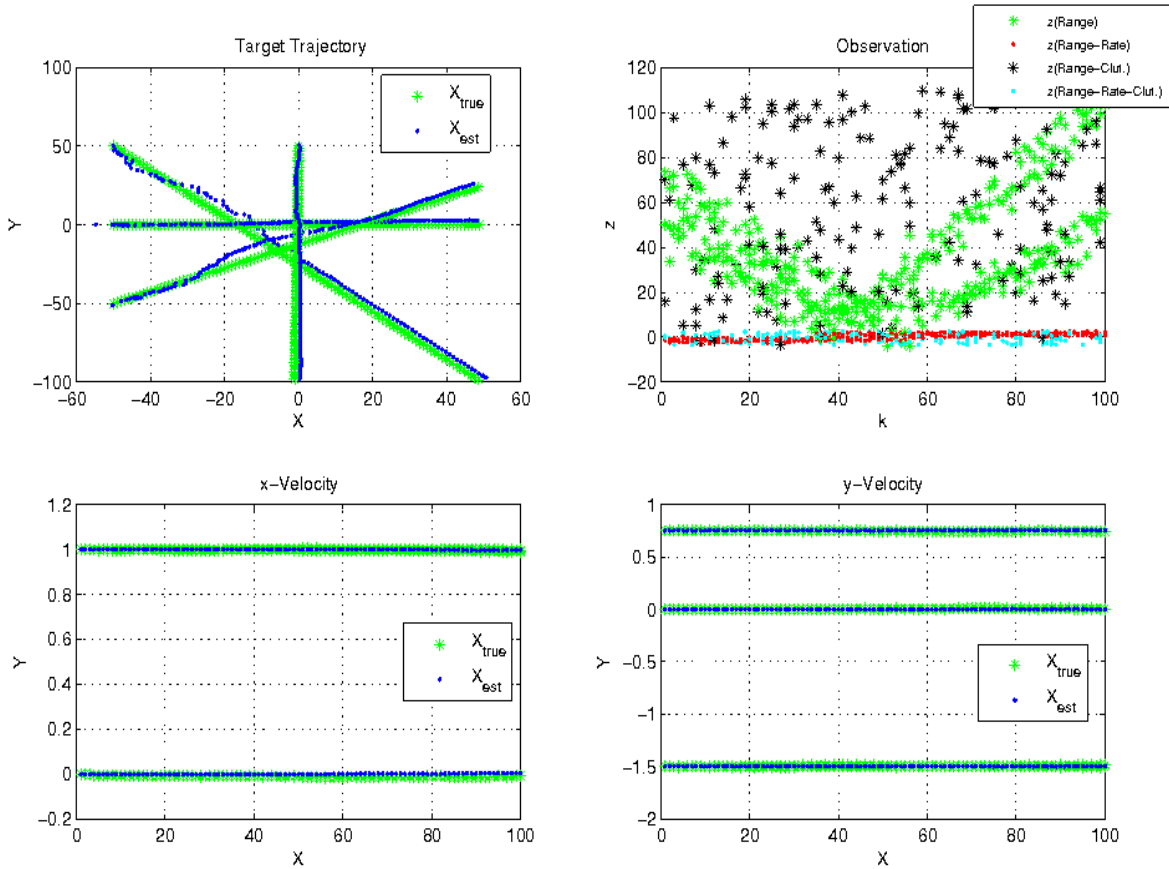 Target Trajectory
100
50
0
−50
−100
−60
−40
−20
0
20
40
60
X
Y
X_true
X_est
Observation
z(Range)
z(Range−Rate)
z(Range−Clut.)
z(Range−Rate−Clut.)
120
100
80
60
40
20
0
−20
0
20
40
60
80
100
k
z
x−Velocity
1.2
1
0.8
0.6
0.4
0.2
0
−0.2
0
20
40
60
80
100
X
Y
X_true
X_est
y−Velocity
1
0.5
0
−0.5
−1
−1.5
−2
0
20
40
60
80
100
X
Y
X_true
X_est